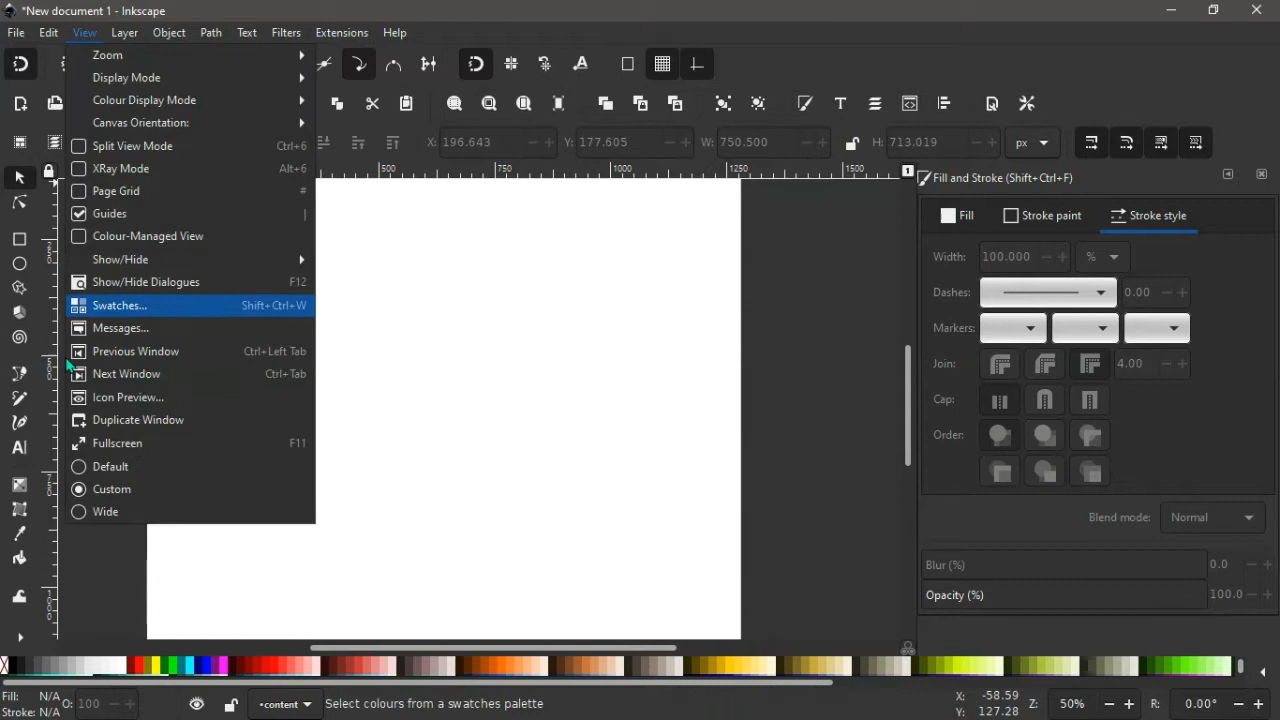 *New document 1 - Inkscape
File Edit View Layer Object Path Text Filters Extensions Help
Zoom
Display Mode
Colour Display Mode
Canvas Orientation:
Split View Mode Ctrl+6
XRay Mode Alt+6
Page Grid #
Guides |
Colour-Managed View
Show/Hide
Show/Hide Dialogues F12
Swatches... Shift+Ctrl+W
Messages...
Previous Window Ctrl+Left Tab
Next Window Ctrl+Tab
Icon Preview...
Duplicate Window
Fullscreen F11
Default
Custom
Wide
X: 196.643 Y: 177.605 W: 750.500 H: 713.019 px
500 750 1000 1250 1500
1
Fill and Stroke (Shift+Ctrl+F)
Fill Stroke paint Stroke style
Width: 100.000 %
Dashes: 0.00
Markers:
Join: 4.00
Cap:
Order:
Blend mode: Normal
Blur (%) 0.0
Opacity (%) 100.0
Fill: N/A
Stroke: N/A
O: 100
•content
Select colours from a swatches palette
X: -58.59
Y: 127.28
Z: 50%
R: 0.00°